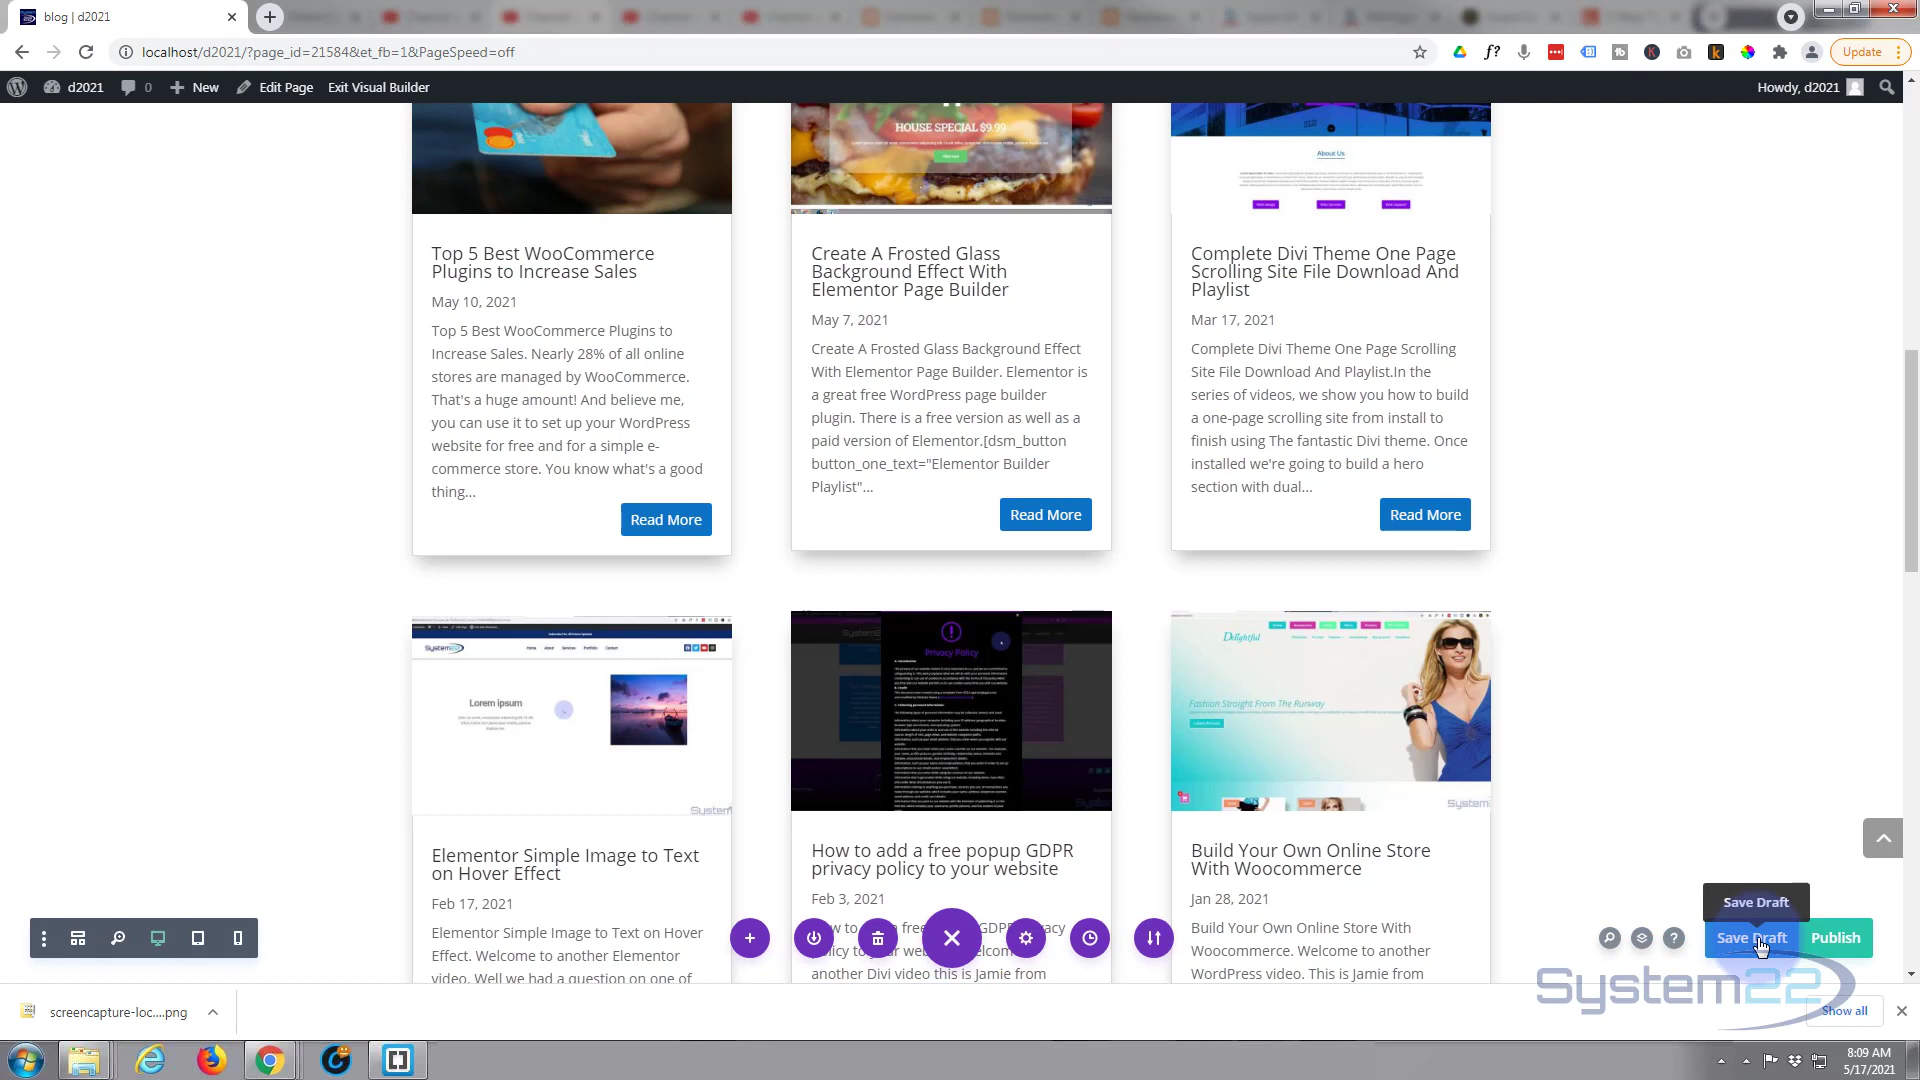 blog | d2021
localhost/d2021/?page_id=21584&et_fb=1&PageSpeed=off
Update
d2021
0
New
Edit Page
Exit Visual Builder
Howdy, d2021
HOUSE SPECIAL $9.99
About Us
Top 5 Best WooCommerce
Plugins to Increase Sales
May 10, 2021
Top 5 Best WooCommerce Plugins to
Increase Sales. Nearly 28% of all online
stores are managed by WooCommerce.
That's a huge amount! And believe me,
you can use it to set up your WordPress
website for free and for a simple e-
commerce store. You know what's a good
thing...
Read More
Create A Frosted Glass
Background Effect With
Elementor Page Builder
May 7, 2021
Create A Frosted Glass Background Effect
With Elementor Page Builder. Elementor is
a great free WordPress page builder
plugin. There is a free version as well as a
paid version of Elementor.[dsm_button
button_one_text="Elementor Builder
Playlist"...
Read More
Complete Divi Theme One Page
Scrolling Site File Download And
Playlist
Mar 17, 2021
Complete Divi Theme One Page Scrolling
Site File Download And Playlist.In the
series of videos, we show you how to build
a one-page scrolling site from install to
finish using The fantastic Divi theme. Once
installed we're going to build a hero
section with dual...
Read More
System22
Lorem ipsum
System
Elementor Simple Image to Text
on Hover Effect
Feb 17, 2021
Elementor Simple Image to Text on Hover
Effect. Welcome to another Elementor
video. Well we had a question on one of
Privacy Policy
How to add a free popup GDPR
privacy policy to your website
Feb 3, 2021
another Divi video this is Jamie from
Delightful
Fashion Straight From The Runway
System
Build Your Own Online Store
With Woocommerce
Jan 28, 2021
Build Your Own Online Store With
Woocommerce. Welcome to another
WordPress video. This is Jamie from
Save Draft
Save Draft
Publish
System22
screencapture-loc....png
Show all
8:09 AM
5/17/2021